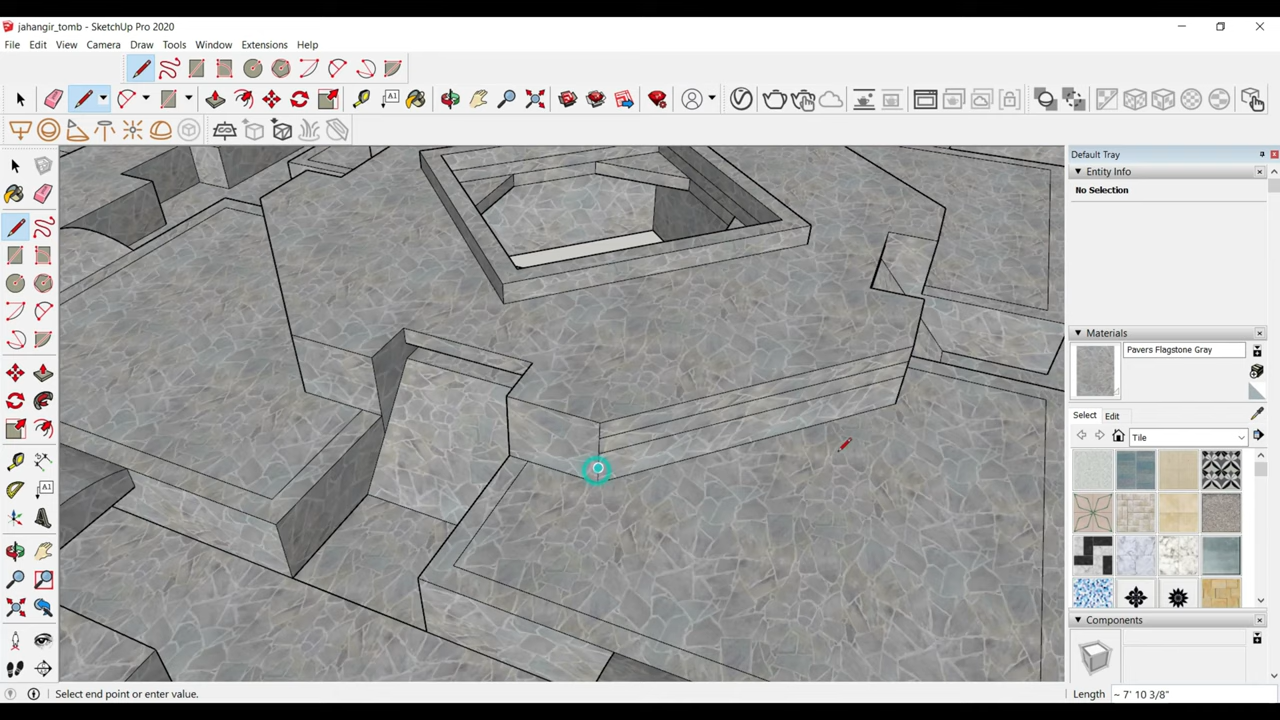 jahangir_tomb - SketchUp Pro 2020
File Edit View Camera Draw Tools Window Extensions Help
Default Tray
Entity Info
No Selection
Materials
Pavers Flagstone Gray
Select Edit
Tile
Components
Select end point or enter value.
Length ~ 7' 10 3/8"